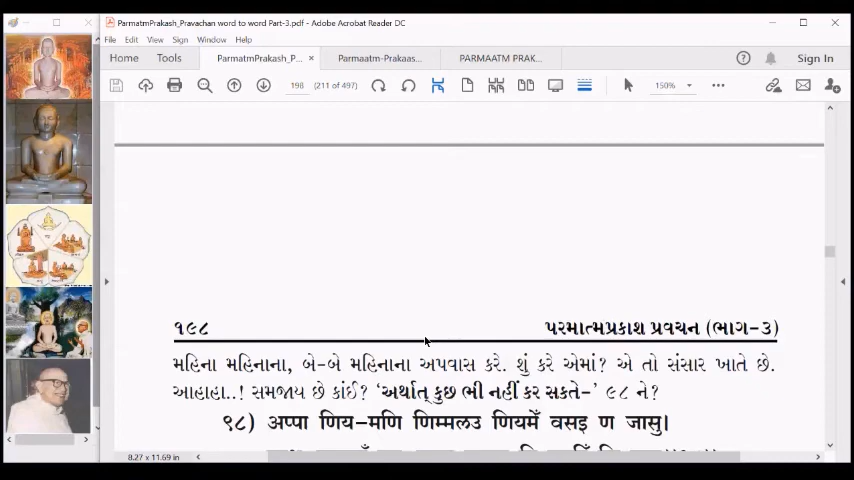 ParmatmPrakash_Pravachan word to word Part-3.pdf - Adobe Acrobat Reader DC
File Edit View Sign Window Help
Home Tools ParmatmPrakash_P... × Parmaatm-Prakaas... PARMAATM PRAK... Sign In
198 (211 of 497) 150%
૧૯૮ પરમાત્મપ્રકાશ પ્રવચન (ભાગ-૩)
મહિના મહિનાના, બે-બે મહિનાના અપવાસ કરે. શું કરે એમાં? એ તો સંસાર ખાતે છે.
આહાહા..! સમજાય છે કાંઈ? ‘અર્થાત્ કુછ ભી નહીં કર સકતે-’ ૯૮ ને?
૯૮) अप्पा णिय-मणि णिम्मलउ णियमेँ वसइ ण जासु।
8.27 x 11.69 in